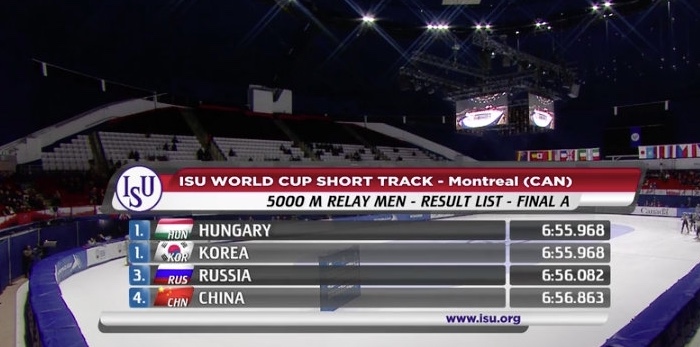 ISU
ISU WORLD CUP SHORT TRACK - Montreal (CAN)
5000 M RELAY MEN - RESULT LIST - FINAL A
1. HUN HUNGARY 6:55.968
1. KOR KOREA 6:55.968
3. RUS RUSSIA 6:56.082
4. CHN CHINA 6:56.863
www.isu.org
Canada